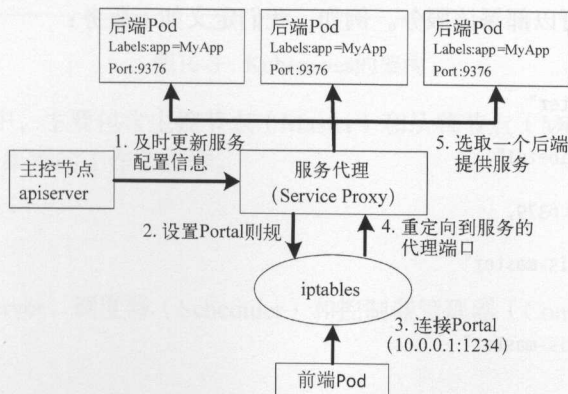 后端Pod
Labels:app=MyApp
Port:9376
后端Pod
Labels:app=MyApp
Port:9376
后端Pod
Labels:app=MyApp
Port:9376
1. 及时更新服务
配置信息
5. 选取一个后端
提供服务
主控节点
apiserver
服务代理
(Service Proxy)
2. 设置Portal则规
4. 重定向到服务的
代理端口
iptables
3. 连接Portal
(10.0.0.1:1234)
前端Pod